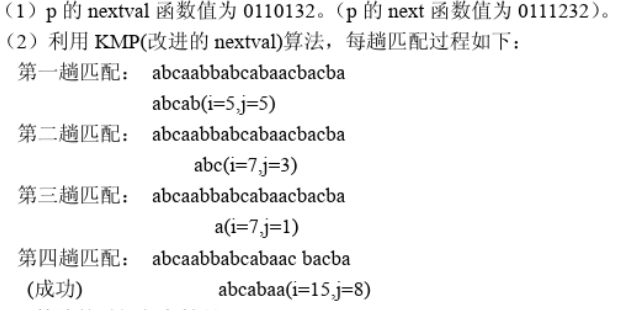 （1）p 的 nextval 函数值为 0110132。（p 的 next 函数值为 0111232）。
（2）利用 KMP(改进的 nextval)算法，每趟匹配过程如下：
第一趟匹配： abcaabbabcabaacbacba
abcab(i=5,j=5)
第二趟匹配： abcaabbabcabaacbacba
abc(i=7,j=3)
第三趟匹配： abcaabbabcabaacbacba
a(i=7,j=1)
第四趟匹配： abcaabbabcabaac bacba
(成功) abcabaa(i=15,j=8)